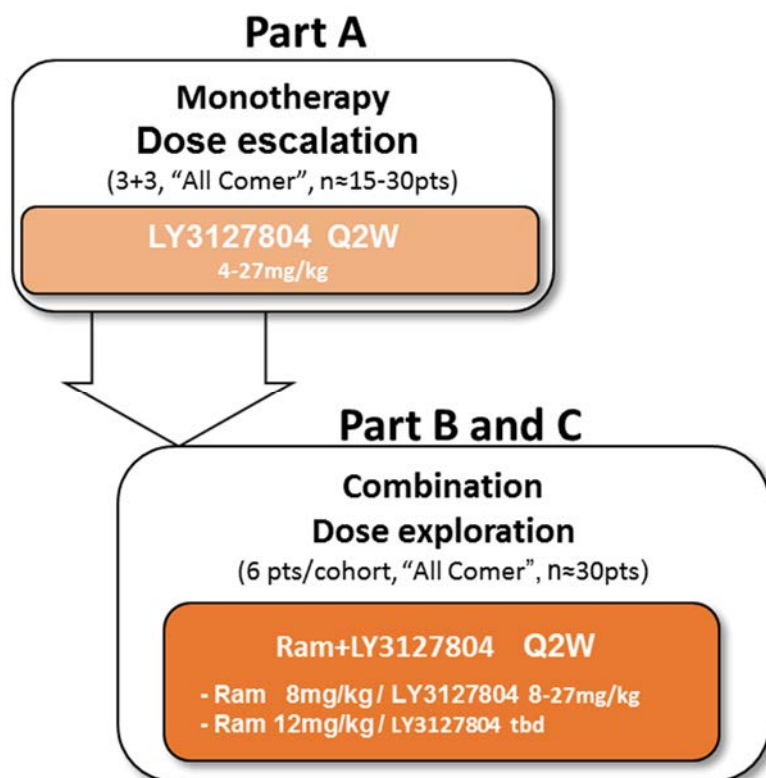 Part A
Monotherapy
Dose escalation
(3+3, “All Comer”, n≈15-30pts)
LY3127804 Q2W
4-27mg/kg
Part B and C
Combination
Dose exploration
(6 pts/cohort, “All Comer”, n≈30pts)
Ram+LY3127804 Q2W
- Ram 8mg/kg / LY3127804 8-27mg/kg
- Ram 12mg/kg / LY3127804 tbd